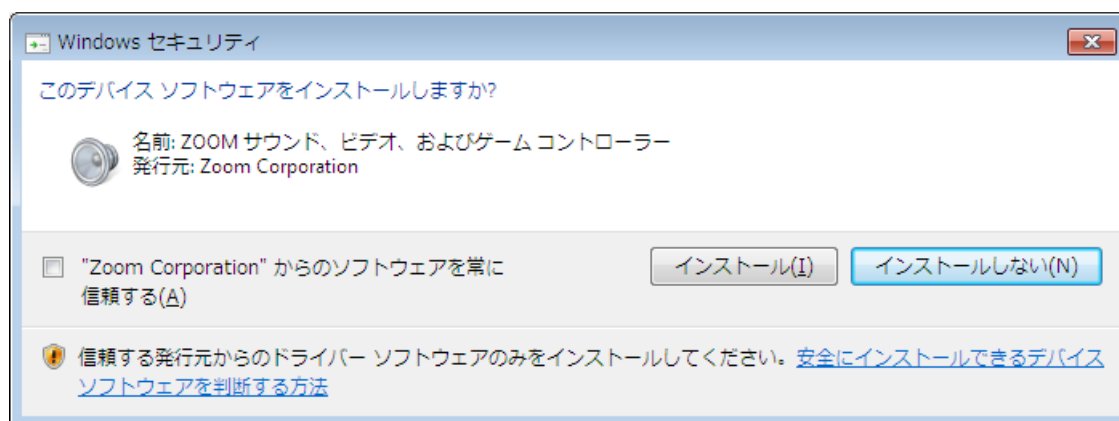 Windows セキュリティ
このデバイス ソフトウェアをインストールしますか?
名前: ZOOM サウンド、ビデオ、およびゲーム コントローラー
発行元: Zoom Corporation
"Zoom Corporation" からのソフトウェアを常に
信頼する(A)
インストール(I)
インストールしない(N)
信頼する発行元からのドライバー ソフトウェアのみをインストールしてください。安全にインストールできるデバイス
ソフトウェアを判断する方法